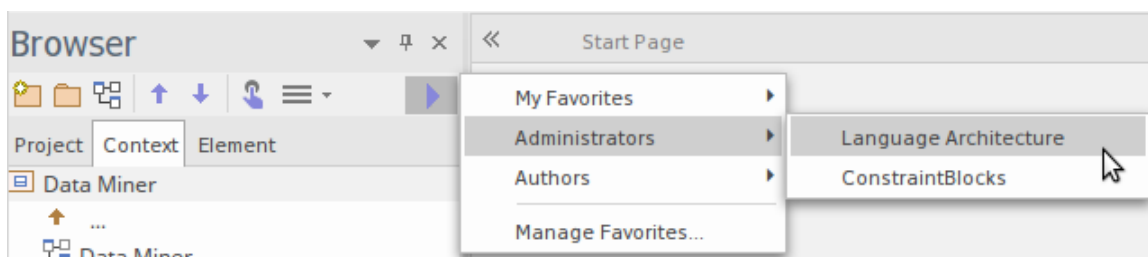 Browser
Start Page
My Favorites
Administrators
Language Architecture
Project Context Element
Authors
ConstraintBlocks
Data Miner
...
Manage Favorites...
Data Miner